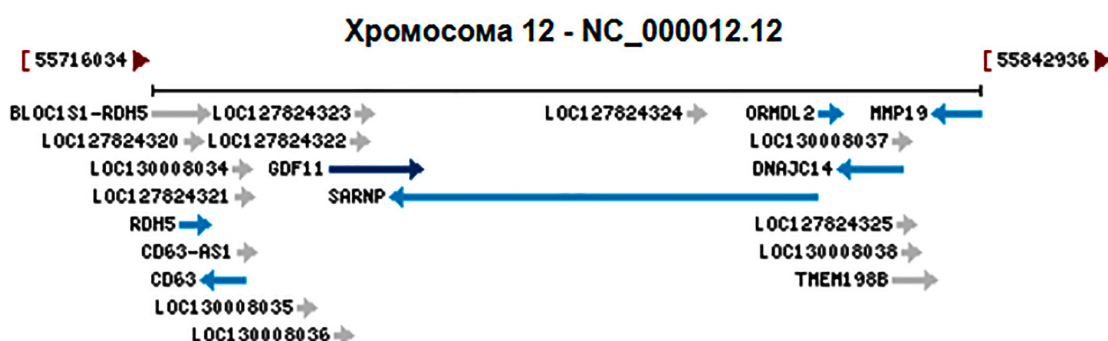 Хромосома 12 - NC_000012.12
[ 55716034 [ 55842936
BLOC1S1-RDH5 LOC127824323 LOC127824324 ORMDL2 MMP19
LOC127824320 LOC127824322 LOC130008037
LOC130008034 GDF11 DNAJC14
LOC127824321 SARNP
RDH5 LOC127824325
CD63-AS1 LOC130008038
CD63 TMEM198B
LOC130008035
LOC130008036